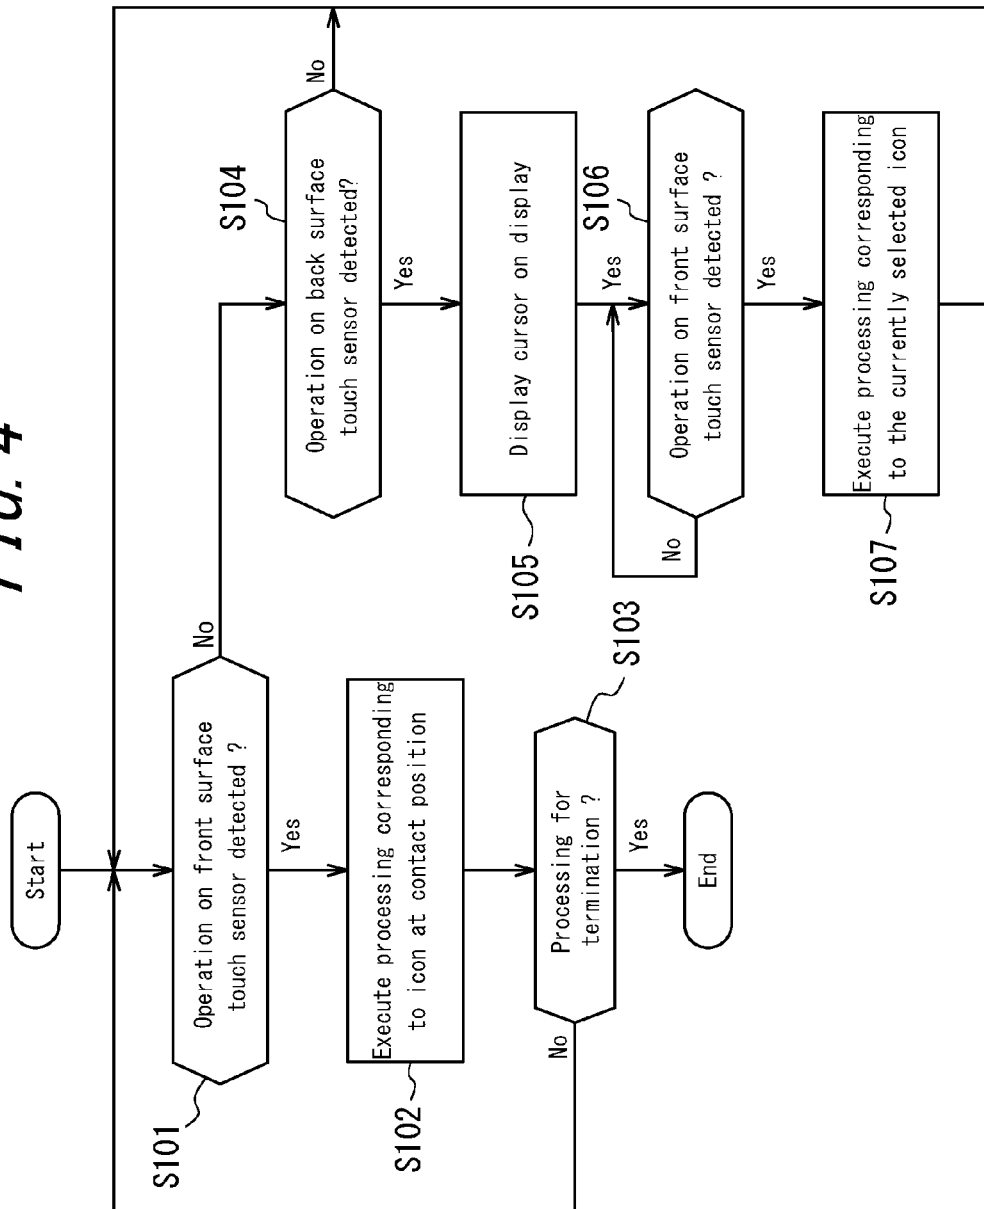 FIG. 4
Start
S101
Operation on front surface
touch sensor detected ?
No
Yes
S102
Execute processing corresponding
to icon at contact position
S103
Processing for
termination ?
No
Yes
End
S104
Operation on back surface
touch sensor detected?
No
Yes
S105
Display cursor on display
Yes
S106
Operation on front surface
touch sensor detected ?
No
Yes
S107
Execute processing corresponding
to the currently selected icon